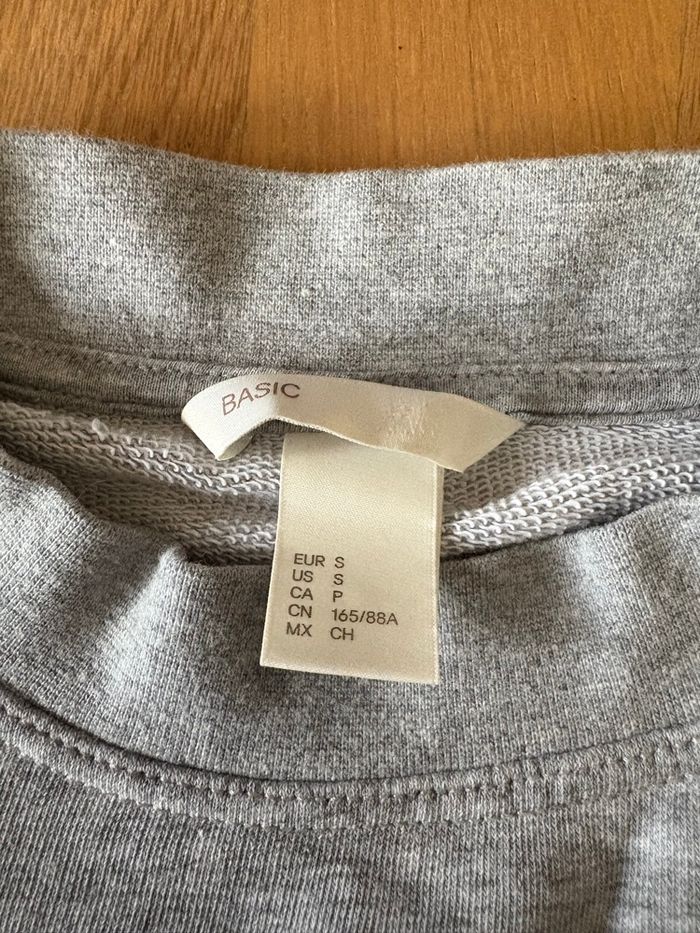 BASIC
EUR S
US S
CA P
CN 165/88A
MX CH